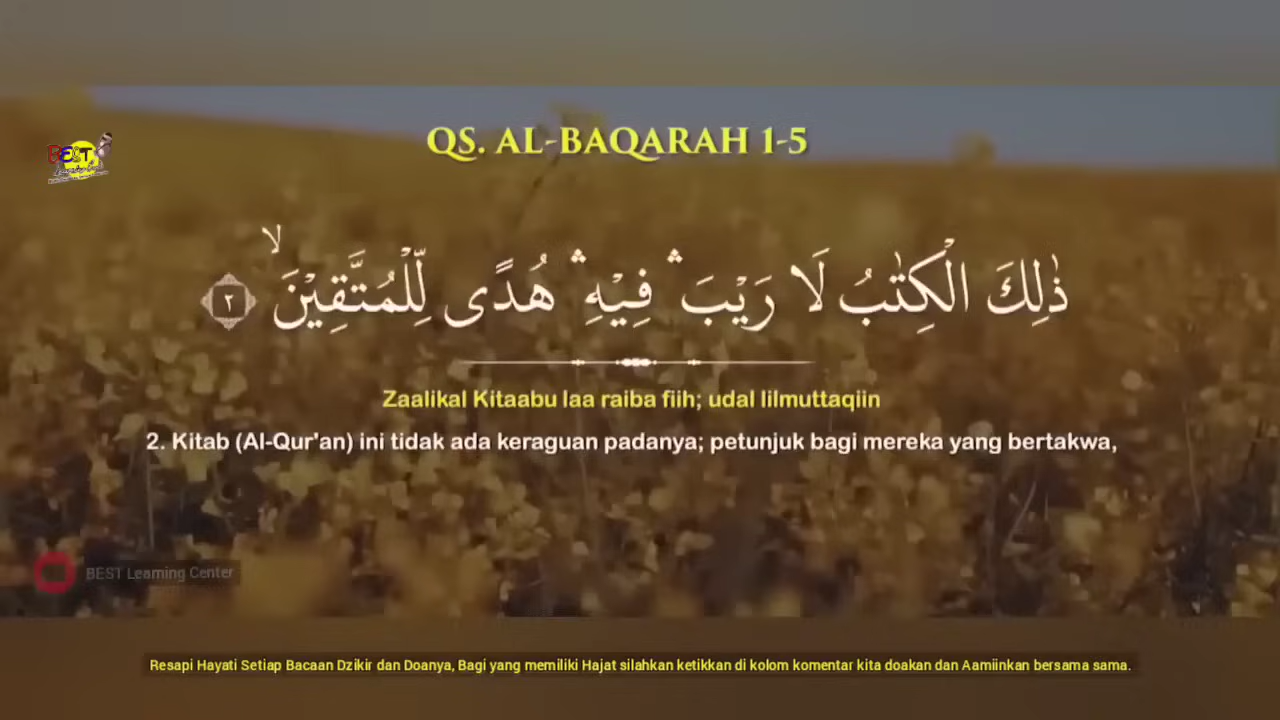 BEST
QS. AL-BAQARAH 1-5
ذٰلِكَ الْكِتٰبُ لَا رَيْبَ ۛ فِيْهِ ۛ هُدًى لِّلْمُتَّقِيْنَ ۙ ٢
Zaalikal Kitaabu laa raiba fiih; udal lilmuttaqiin
2. Kitab (Al-Qur'an) ini tidak ada keraguan padanya; petunjuk bagi mereka yang bertakwa,
BEST Learning Center
Resapi Hayati Setiap Bacaan Dzikir dan Doanya, Bagi yang memiliki Hajat silahkan ketikkan di kolom komentar kita doakan dan Aamiinkan bersama sama.